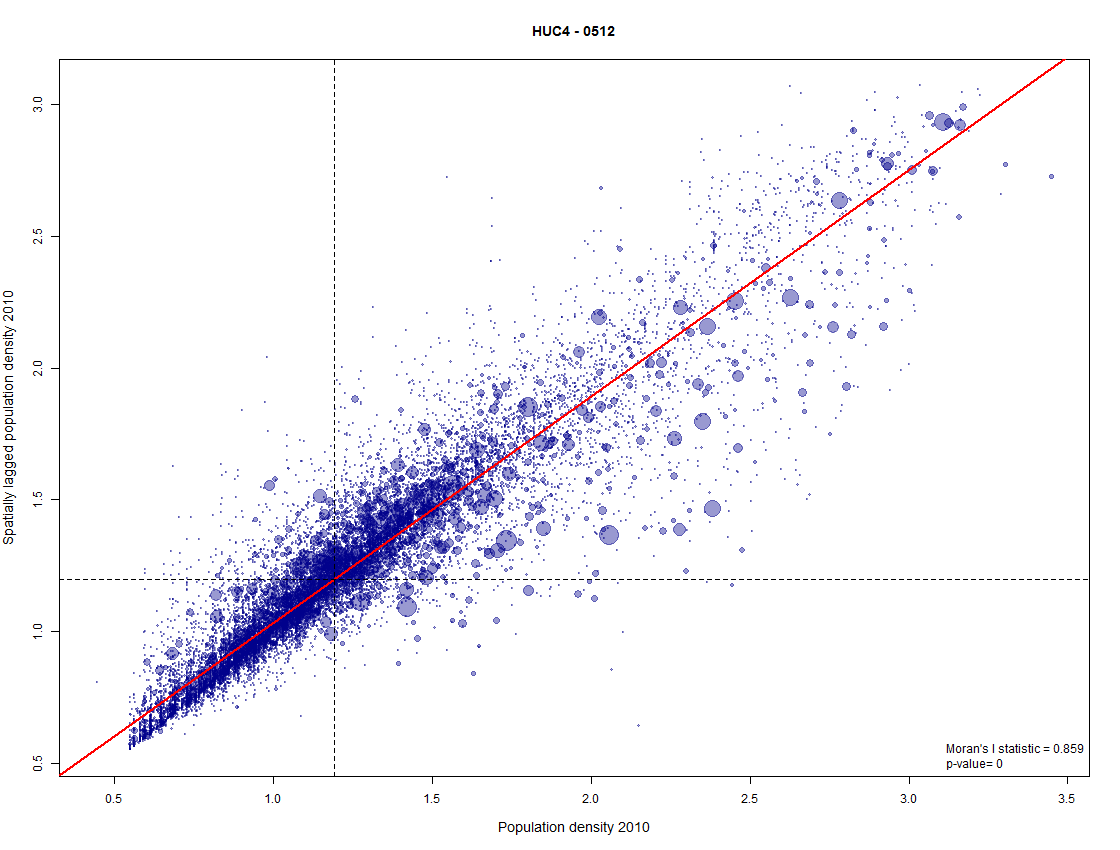 HUC4 - 0512
Spatially lagged population density 2010
3.0
2.5
2.0
1.5
1.0
0.5
Moran's I statistic = 0.859
p-value= 0
0.5 1.0 1.5 2.0 2.5 3.0 3.5
Population density 2010